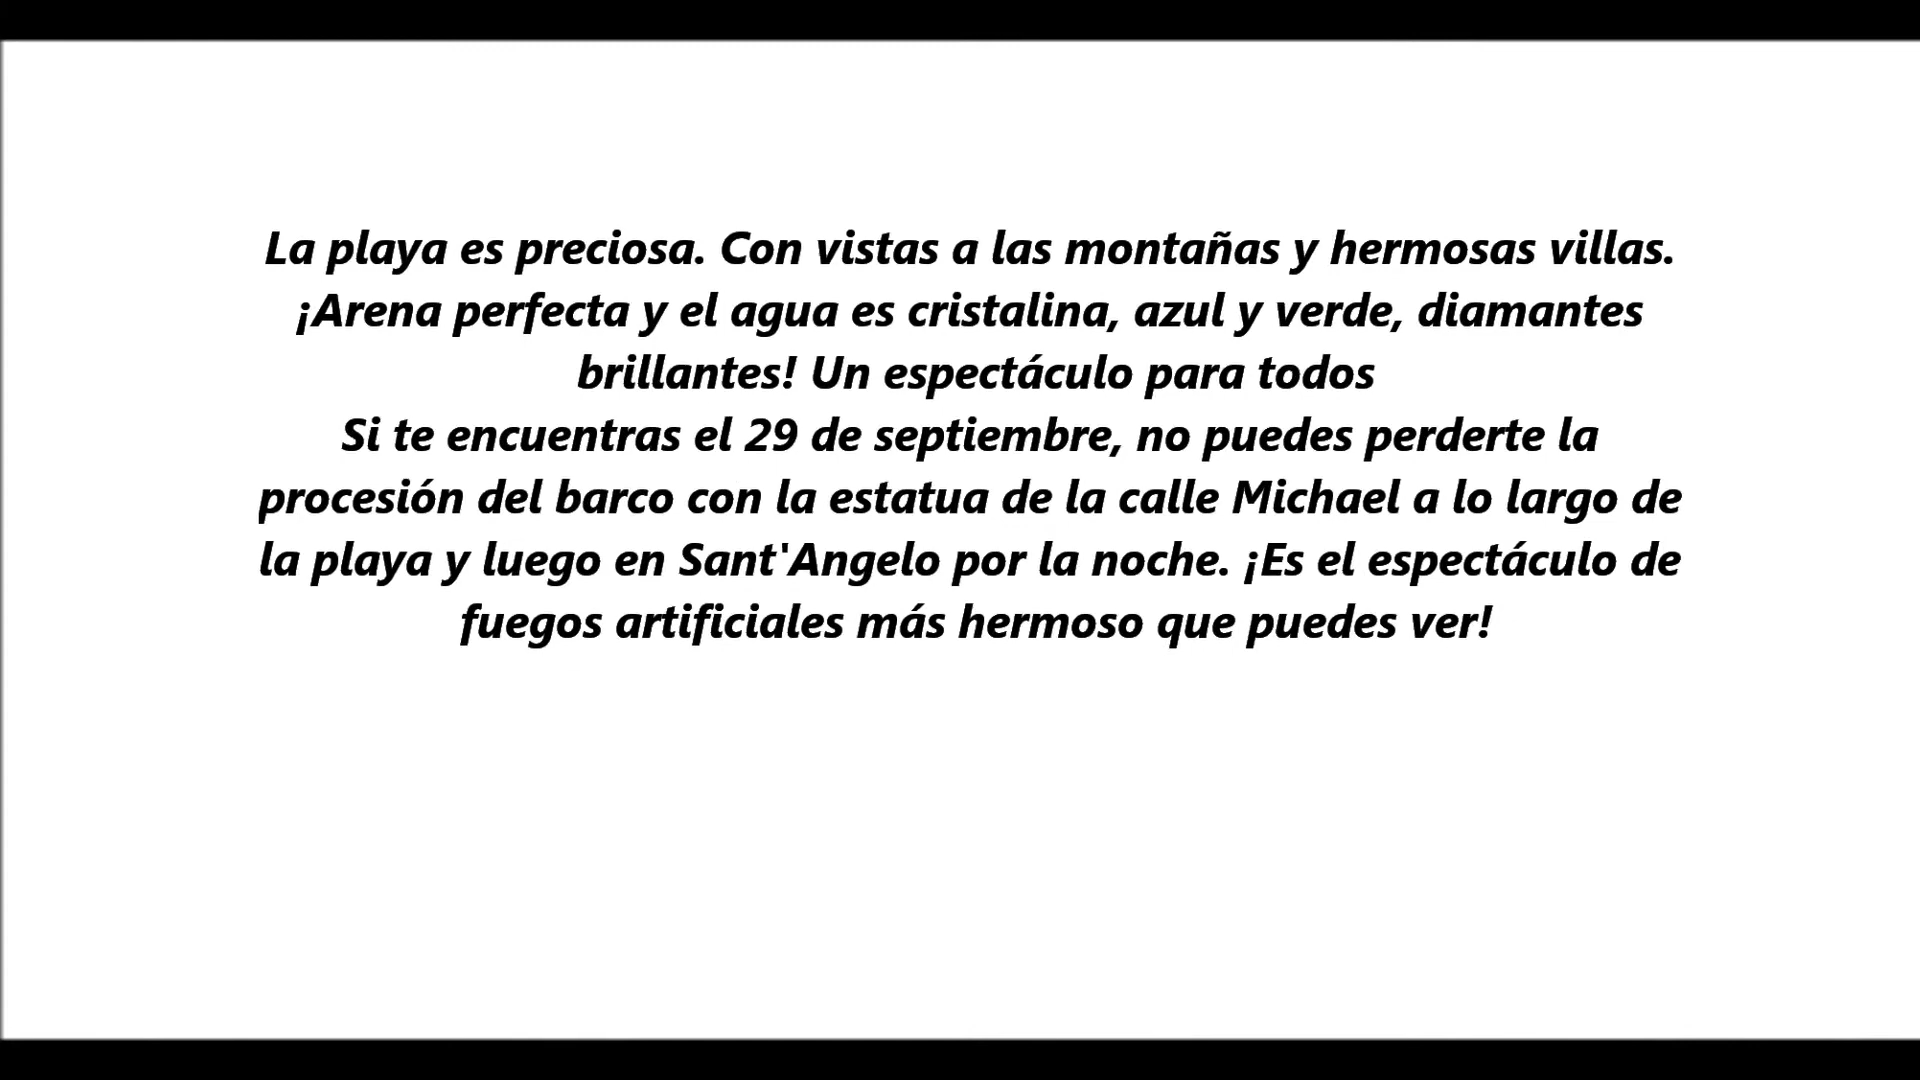 La playa es preciosa. Con vistas a las montañas y hermosas villas.
¡Arena perfecta y el agua es cristalina, azul y verde, diamantes
brillantes! Un espectáculo para todos
Si te encuentras el 29 de septiembre, no puedes perderte la
procesión del barco con la estatua de la calle Michael a lo largo de
la playa y luego en Sant'Angelo por la noche. ¡Es el espectáculo de
fuegos artificiales más hermoso que puedes ver!